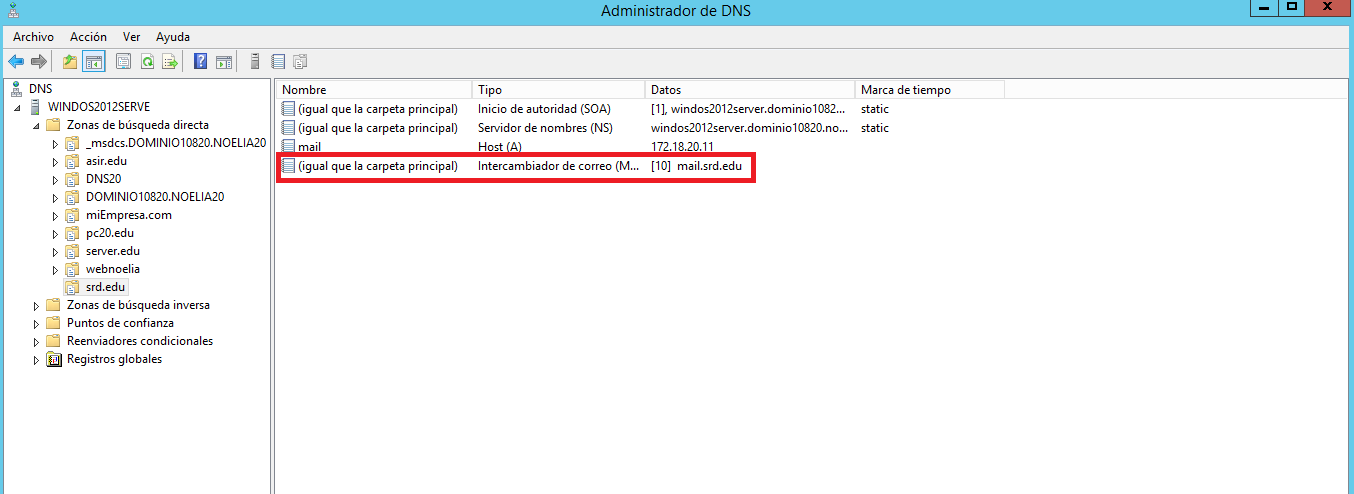 Administrador de DNS
Archivo Acción Ver Ayuda
DNS
WINDOS2012SERVE
Zonas de búsqueda directa
_msdcs.DOMINIO10820.NOELIA20
asir.edu
DNS20
DOMINIO10820.NOELIA20
miEmpresa.com
pc20.edu
server.edu
webnoelia
srd.edu
Zonas de búsqueda inversa
Puntos de confianza
Reenviadores condicionales
Registros globales
Nombre Tipo Datos Marca de tiempo
(igual que la carpeta principal) Inicio de autoridad (SOA) [1], windos2012server.dominio1082... static
(igual que la carpeta principal) Servidor de nombres (NS) windos2012server.dominio10820.no... static
mail Host (A) 172.18.20.11
(igual que la carpeta principal) Intercambiador de correo (M... [10] mail.srd.edu